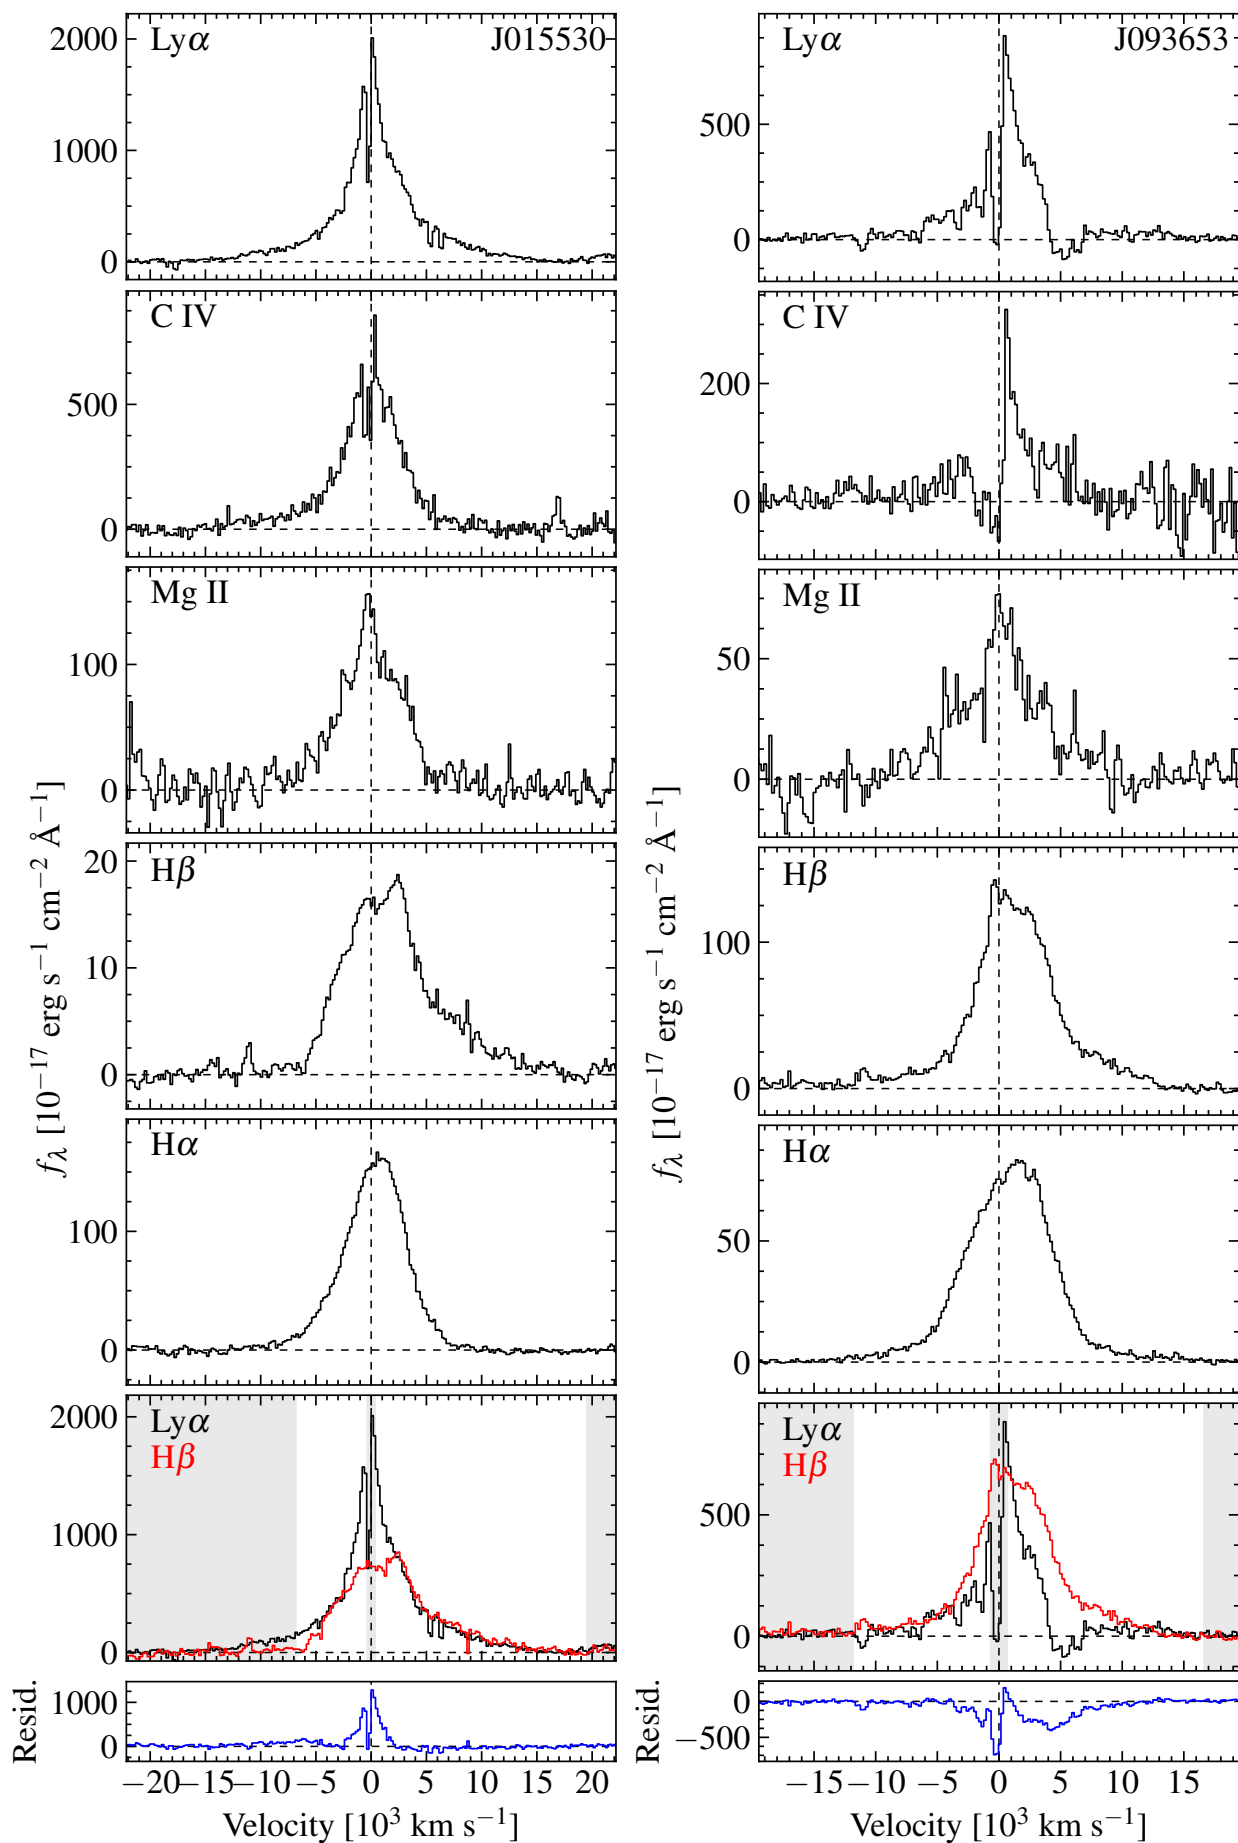 Lyα J015530
2000
1000
0
C IV
500
0
Mg II
100
0
Hβ
20
10
0
Hα
100
0
Lyα
Hβ
2000
1000
0
1000
0
Resid.
−20 −15 −10 −5 0 5 10 15 20
Velocity [10³ km s⁻¹]
fλ [10⁻¹⁷ erg s⁻¹ cm⁻² Å⁻¹]
Lyα J093653
500
0
C IV
200
0
Mg II
50
0
Hβ
100
0
Hα
50
0
Lyα
Hβ
500
0
0
−500
Resid.
−15 −10 −5 0 5 10 15
Velocity [10³ km s⁻¹]
fλ [10⁻¹⁷ erg s⁻¹ cm⁻² Å⁻¹]